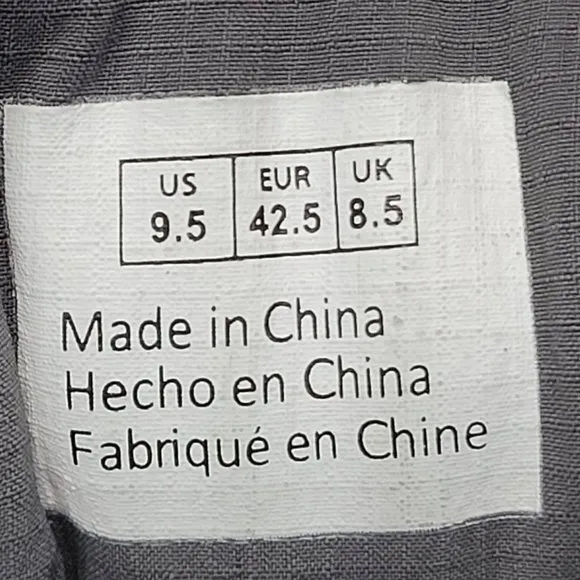 US EUR UK
9.5 42.5 8.5
Made in China
Hecho en China
Fabriqué en Chine